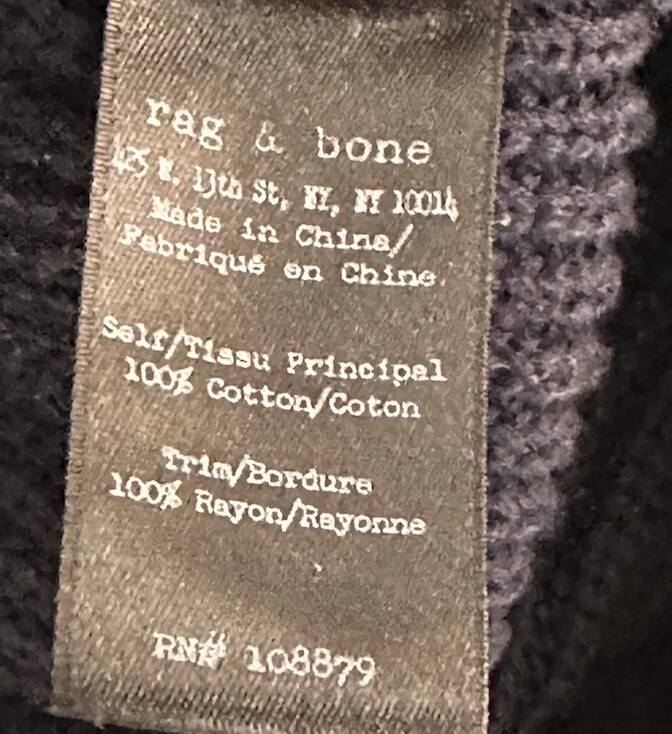 rag & bone
425 W. 13th St, NY, NY 10014
Made in China/
Fabriqué en Chine
Self/Tissu Principal
100% Cotton/Coton
Trim/Bordure
100% Rayon/Rayonne
RN# 108879